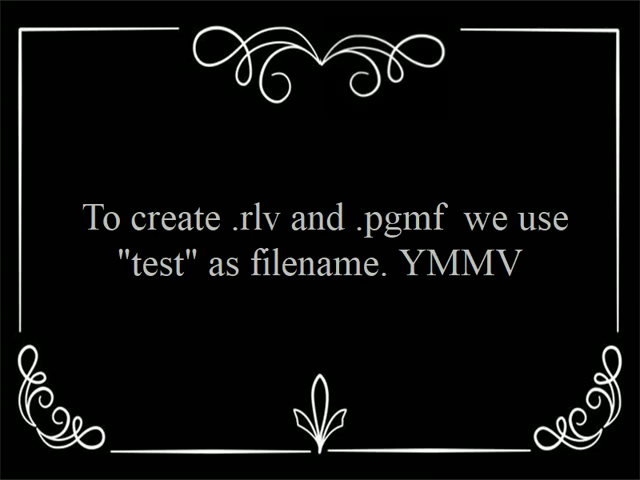 To create .rlv and .pgmf  we use
"test" as filename. YMMV